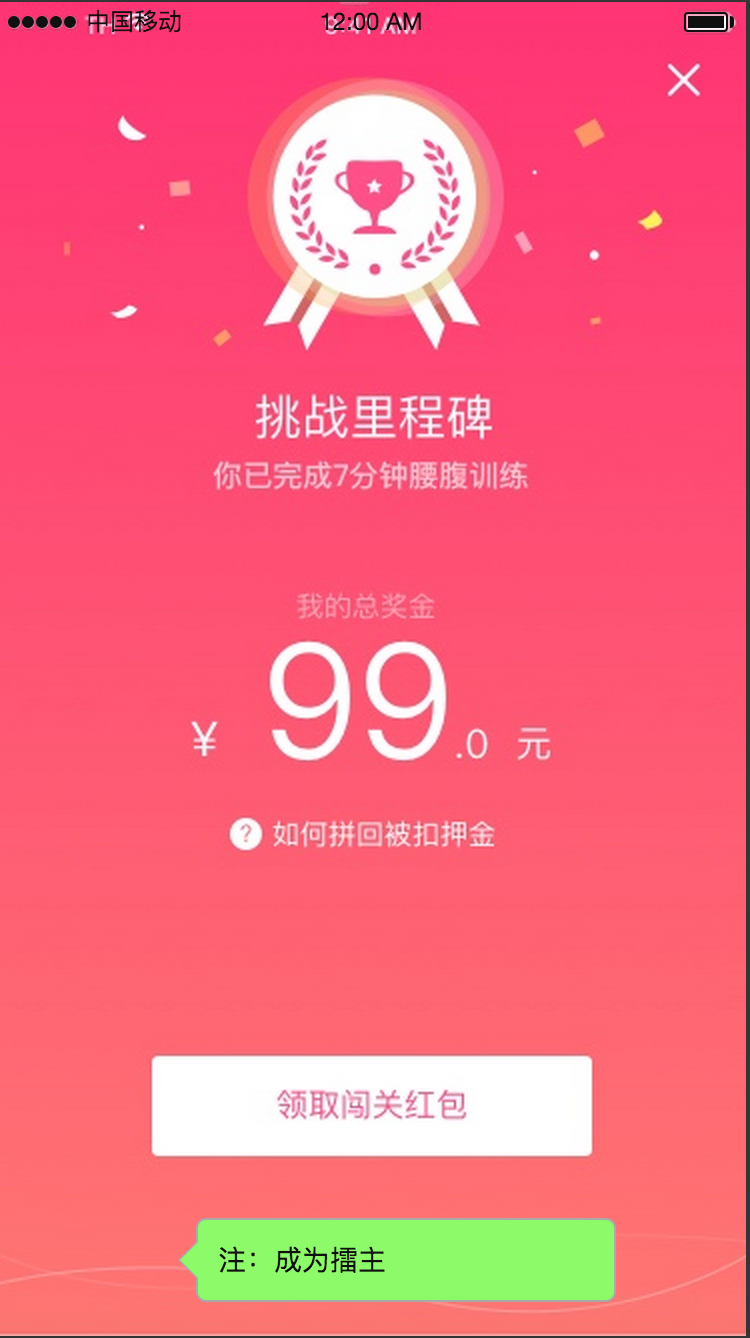 中国移动 12:00 AM
挑战里程碑
你已完成7分钟腰腹训练
我的总奖金
¥ 99.0 元
? 如何拼回被扣押金
领取闯关红包
注：成为擂主